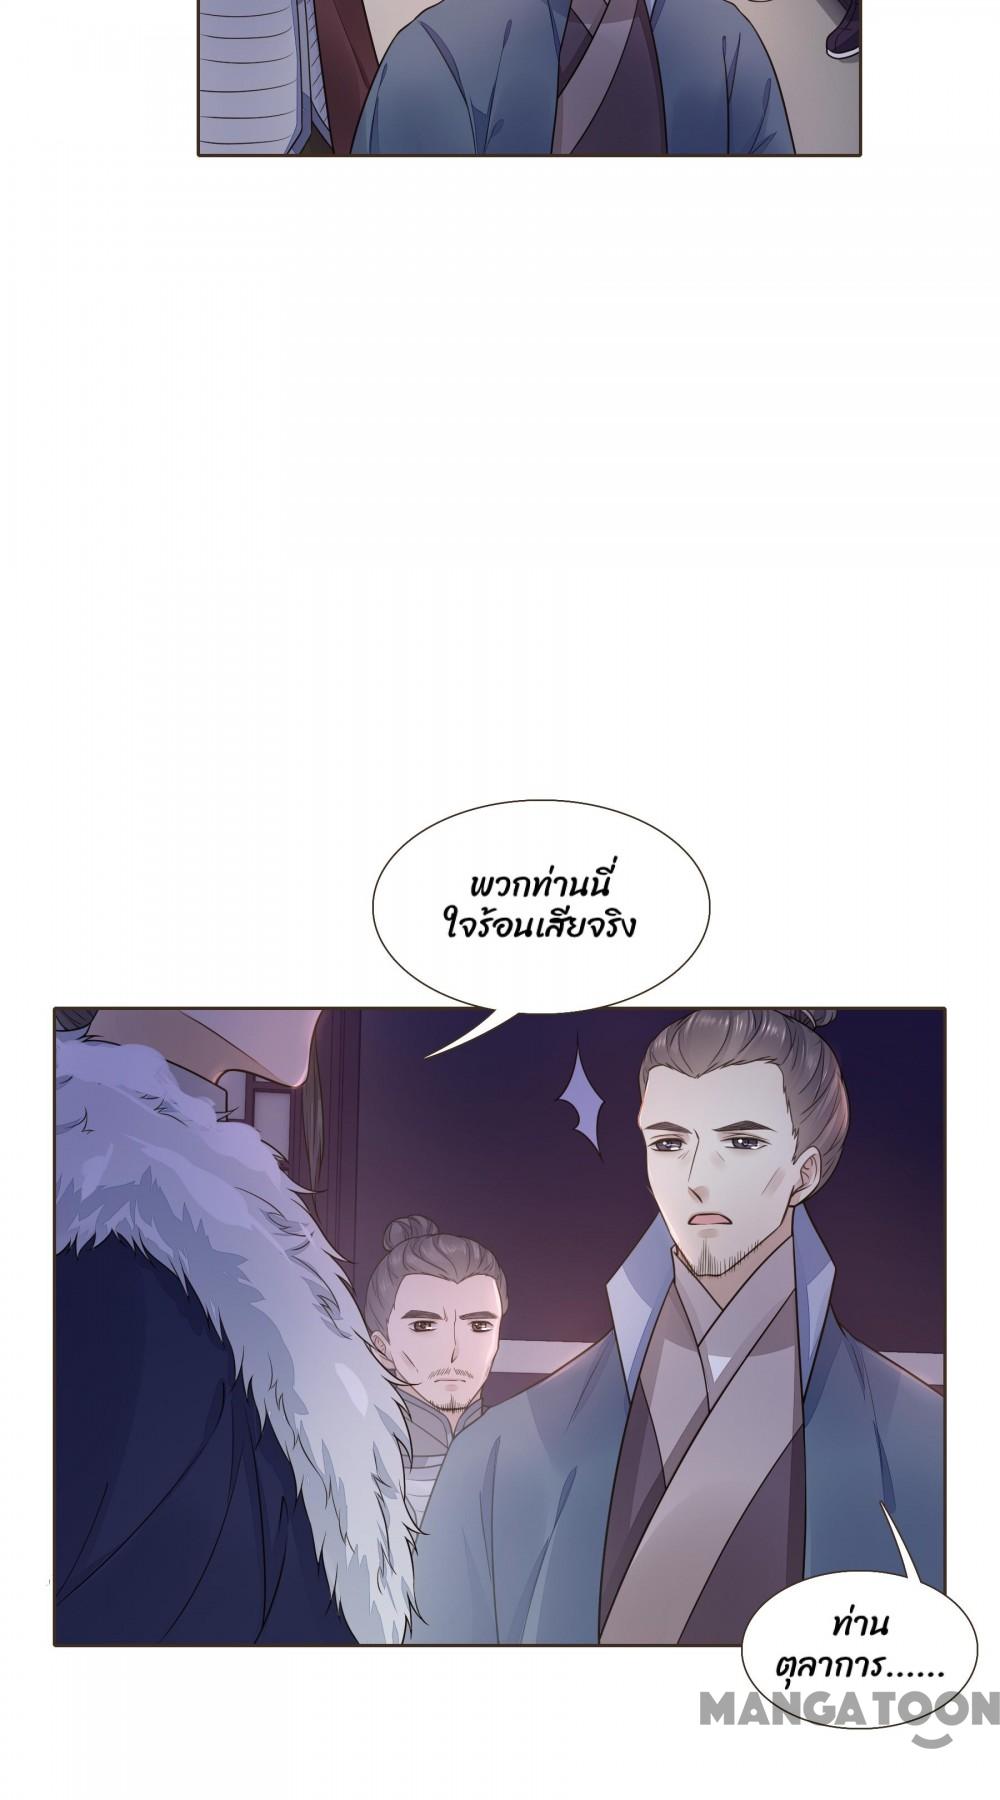 พวกท่านนี่
ใจร้อนเสียจริง
ท่าน
ตุลาการ......
MANGATOON